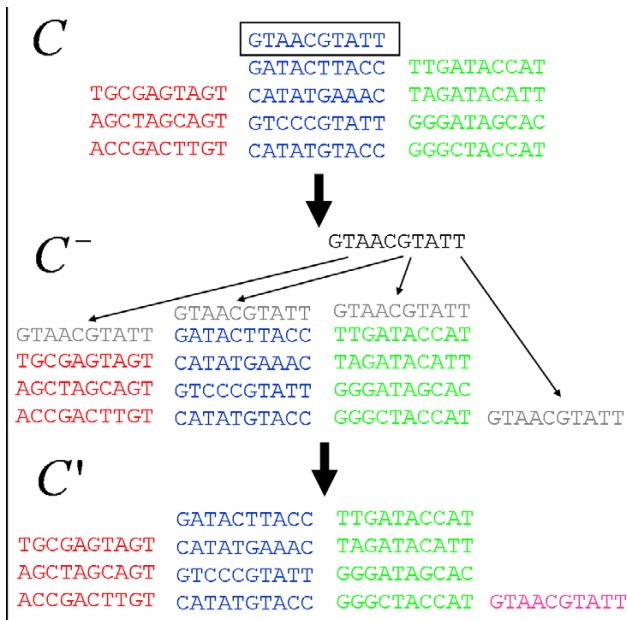 C
GTAACGTATT
GATACTTACC TTGATACCAT
TGCGAGTAGT CATATGAAAC TAGATACATT
AGCTAGCAGT GTCCCGTATT GGGATAGCAC
ACCGACTTGT CATATGTACC GGGCTACCAT
C⁻
GTAACGTATT
GTAACGTATT GTAACGTATT
GTAACGTATT GATACTTACC TTGATACCAT
TGCGAGTAGT CATATGAAAC TAGATACATT
AGCTAGCAGT GTCCCGTATT GGGATAGCAC
ACCGACTTGT CATATGTACC GGGCTACCAT GTAACGTATT
C'
GATACTTACC TTGATACCAT
TGCGAGTAGT CATATGAAAC TAGATACATT
AGCTAGCAGT GTCCCGTATT GGGATAGCAC
ACCGACTTGT CATATGTACC GGGCTACCAT GTAACGTATT